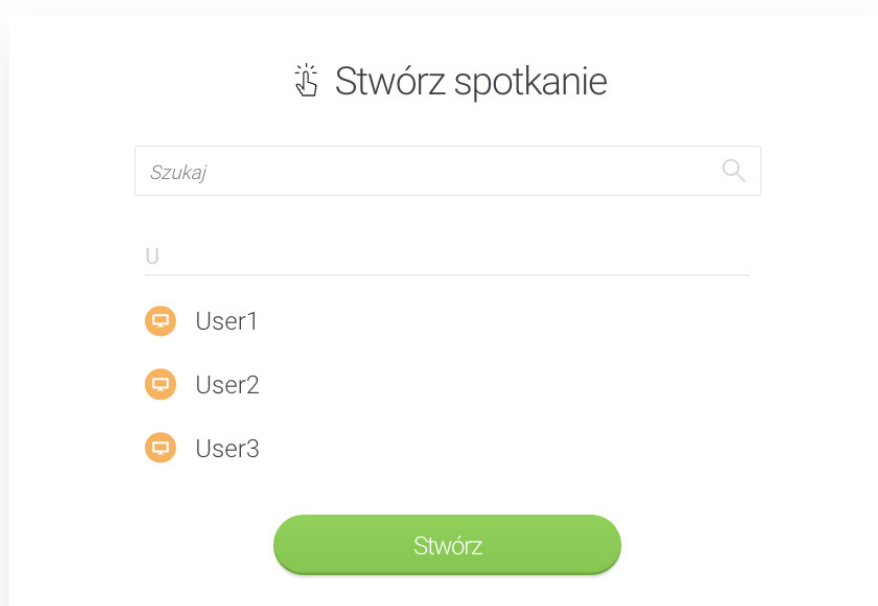 Stwórz spotkanie
Szukaj
U
User1
User2
User3
Stwórz